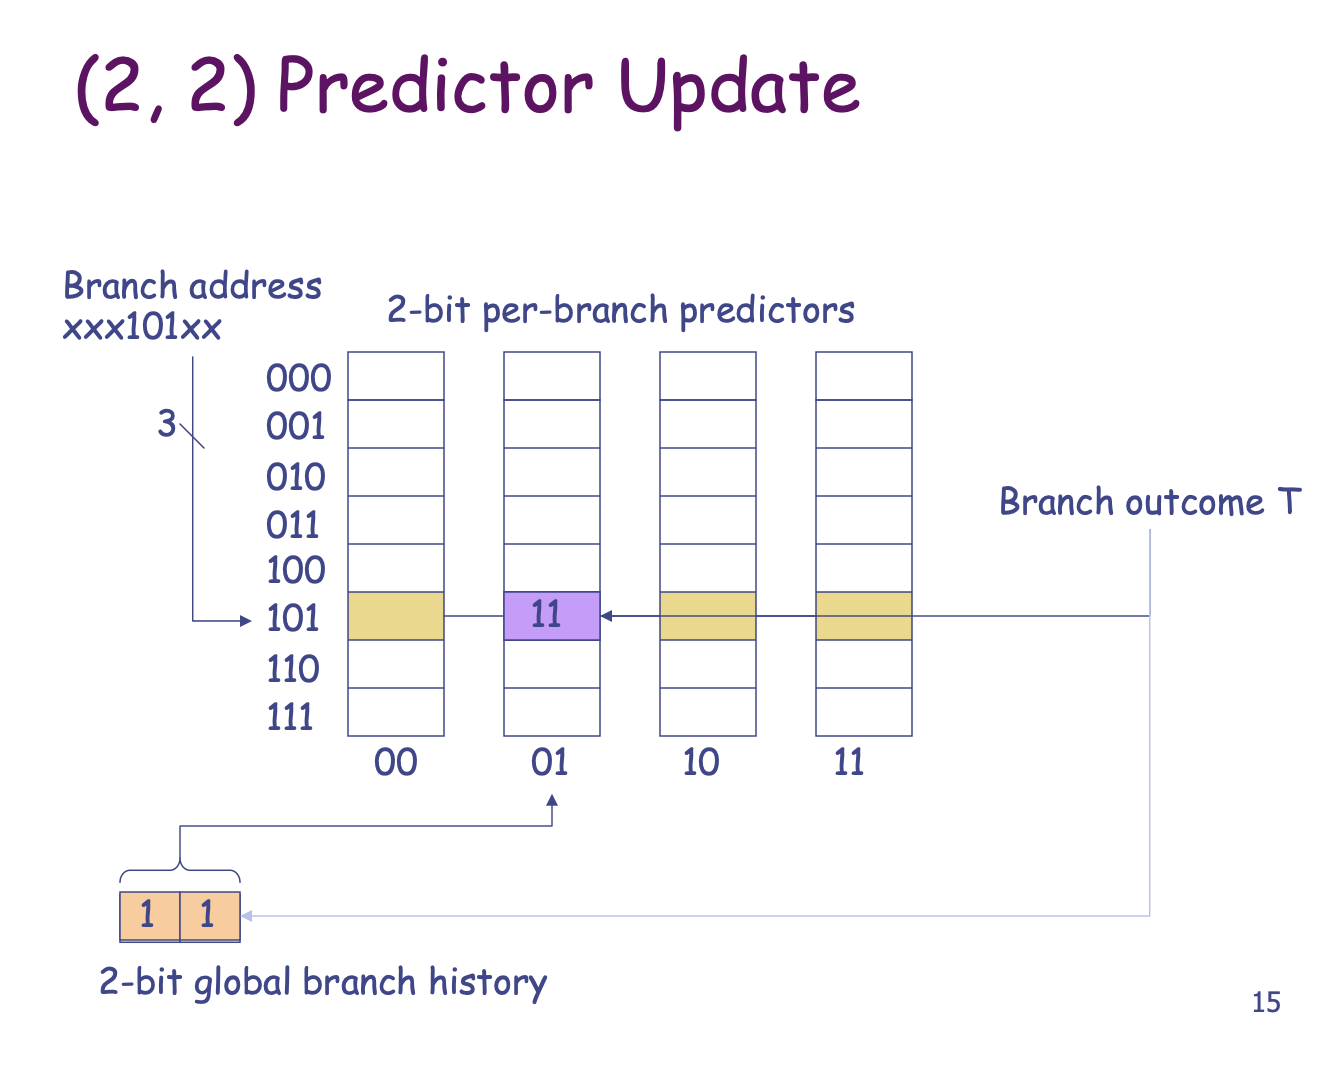 (2, 2) Predictor Update
Branch address
xxx101xx
2-bit per-branch predictors
3
000
001
010
011
100
101
110
111
11
Branch outcome T
00 01 10 11
1 1
2-bit global branch history
15